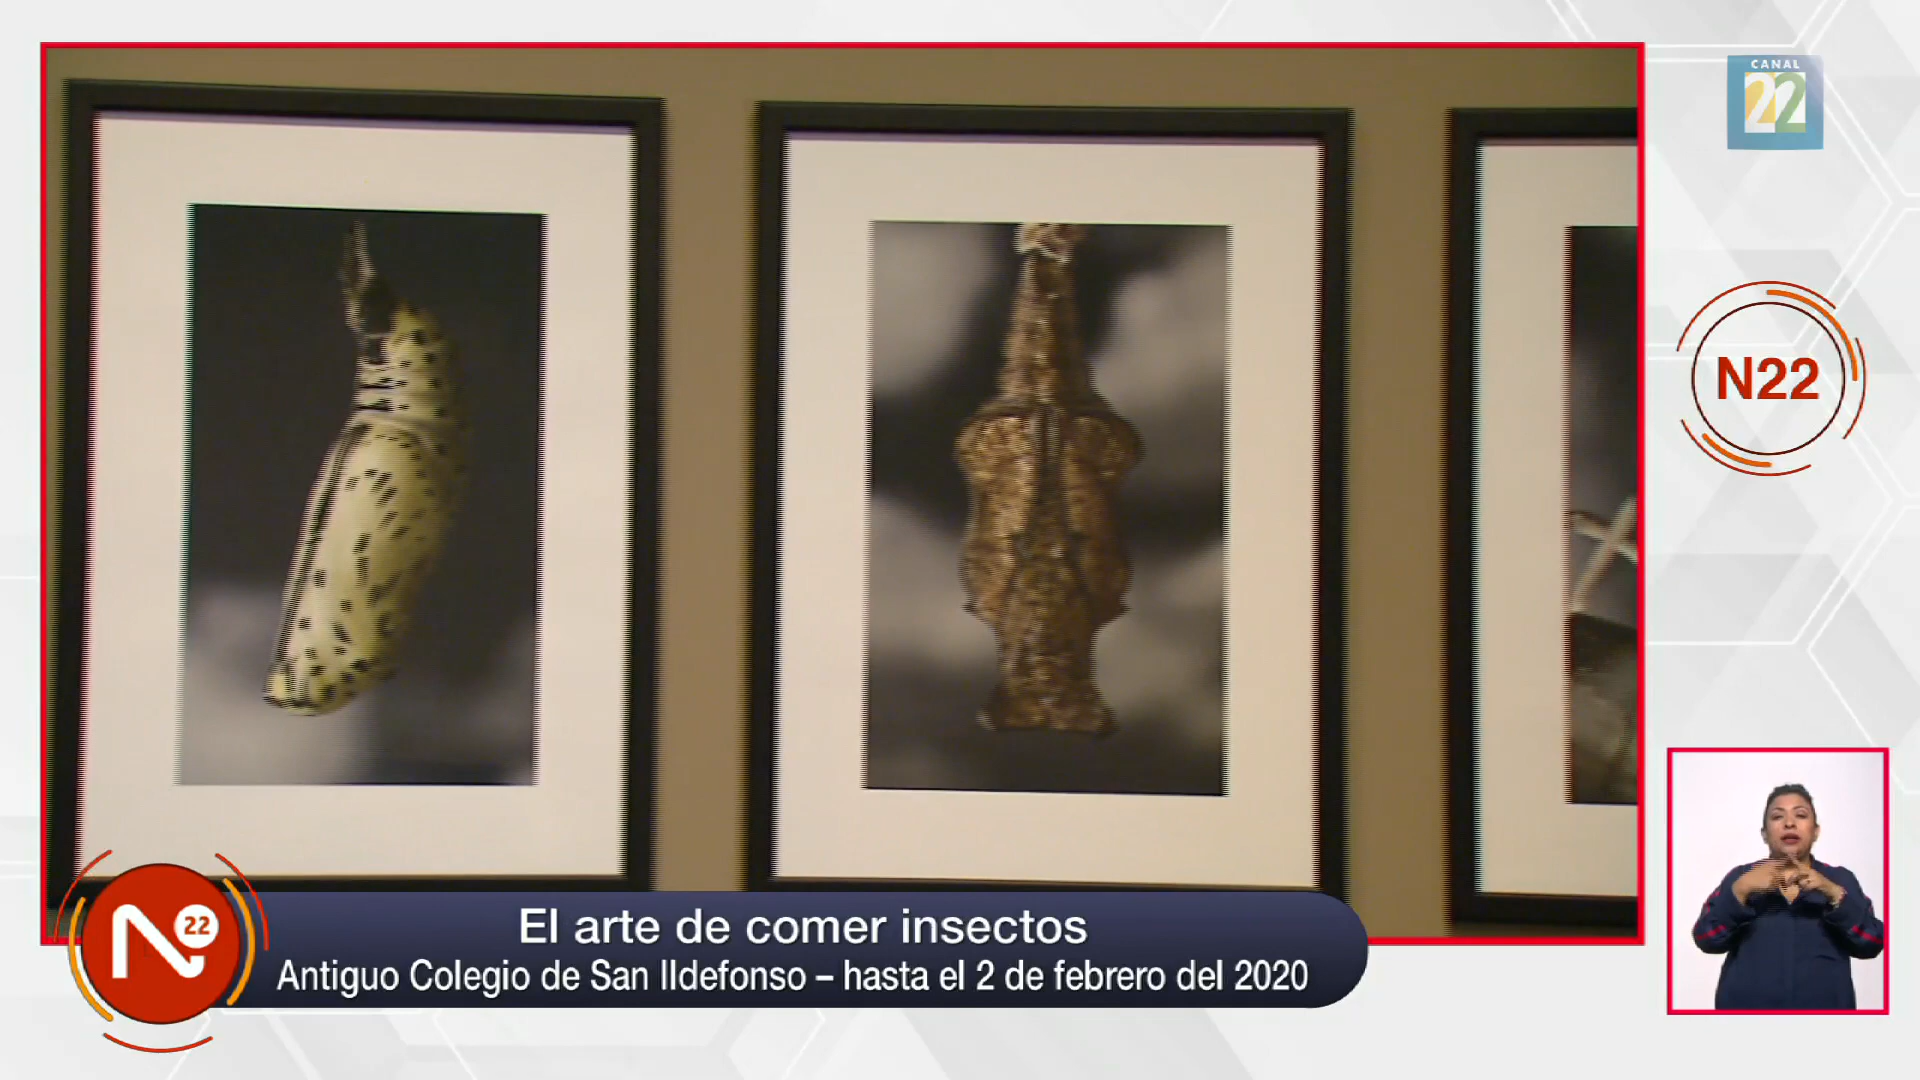 CANAL
22
N22
N22
El arte de comer insectos
Antiguo Colegio de San Ildefonso – hasta el 2 de febrero del 2020